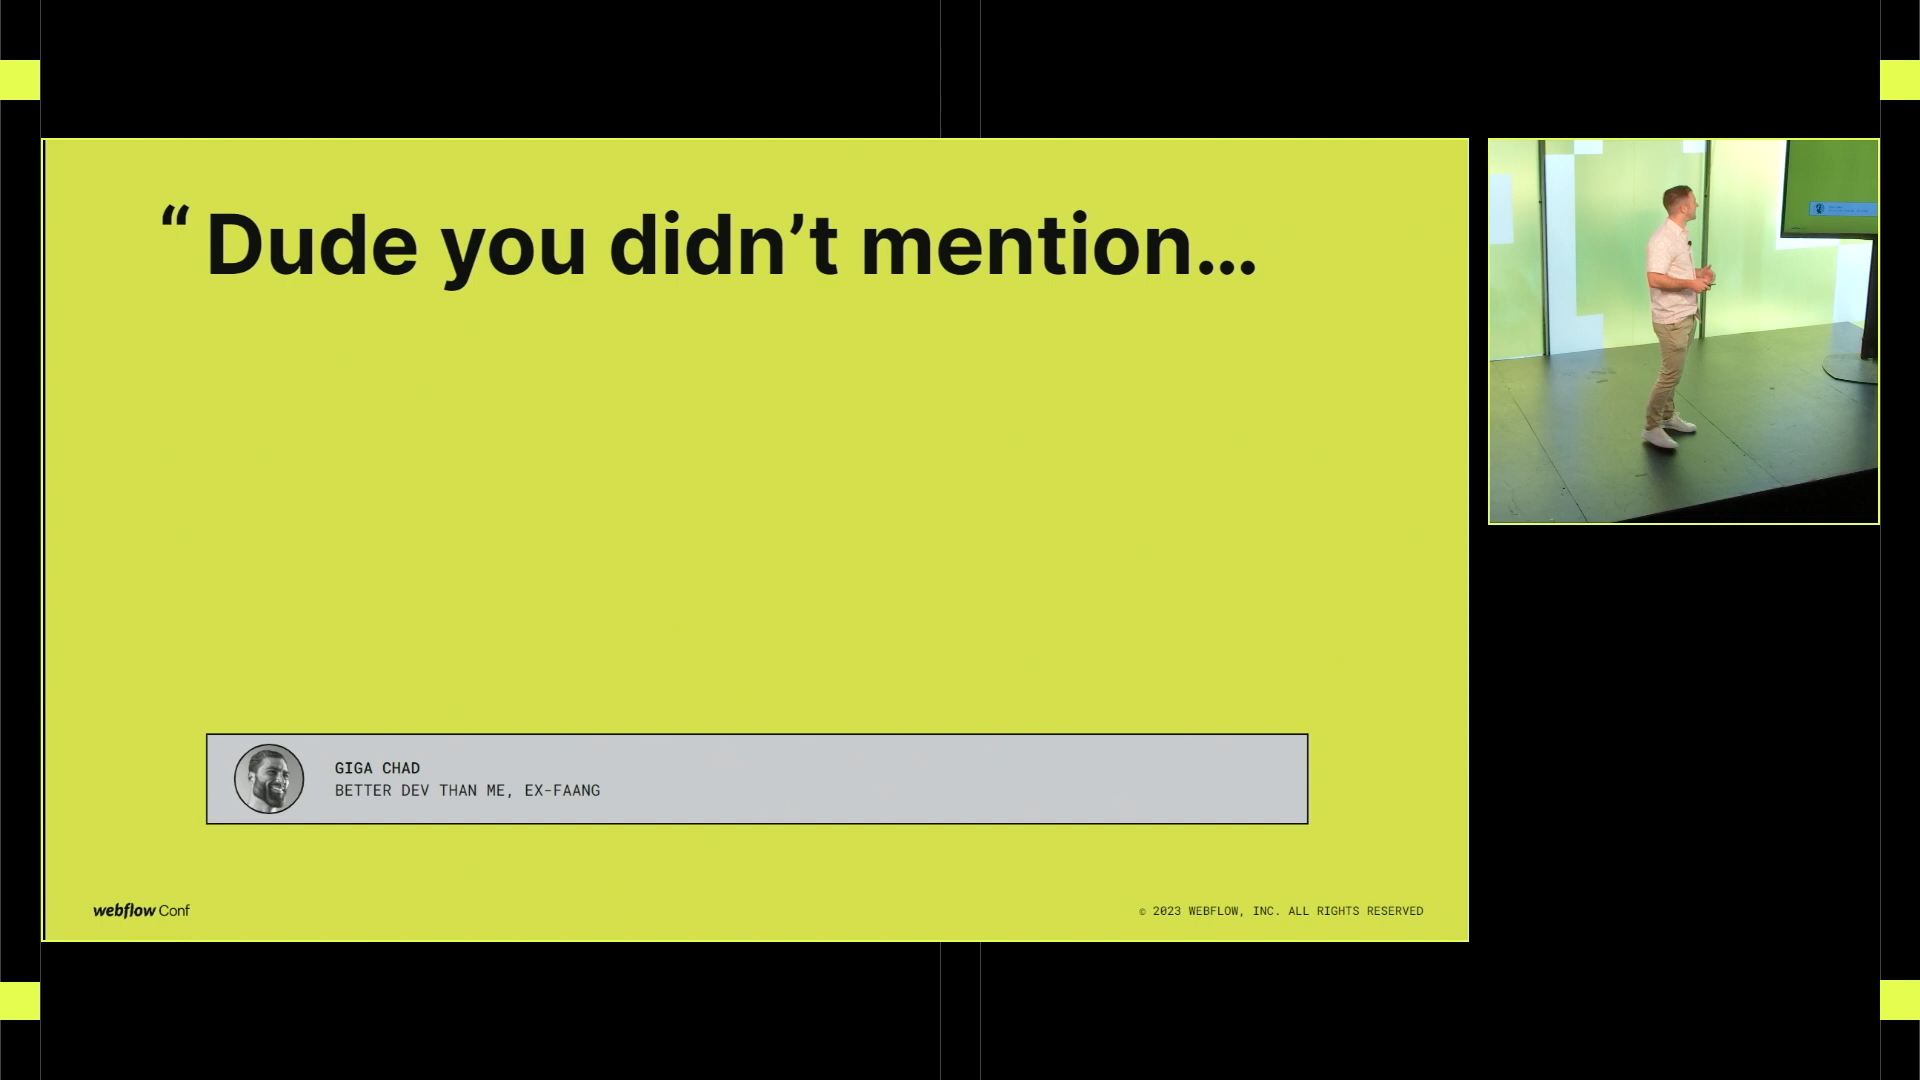 “ Dude you didn’t mention...
GIGA CHAD
BETTER DEV THAN ME, EX-FAANG
webflow Conf
© 2023 WEBFLOW, INC. ALL RIGHTS RESERVED